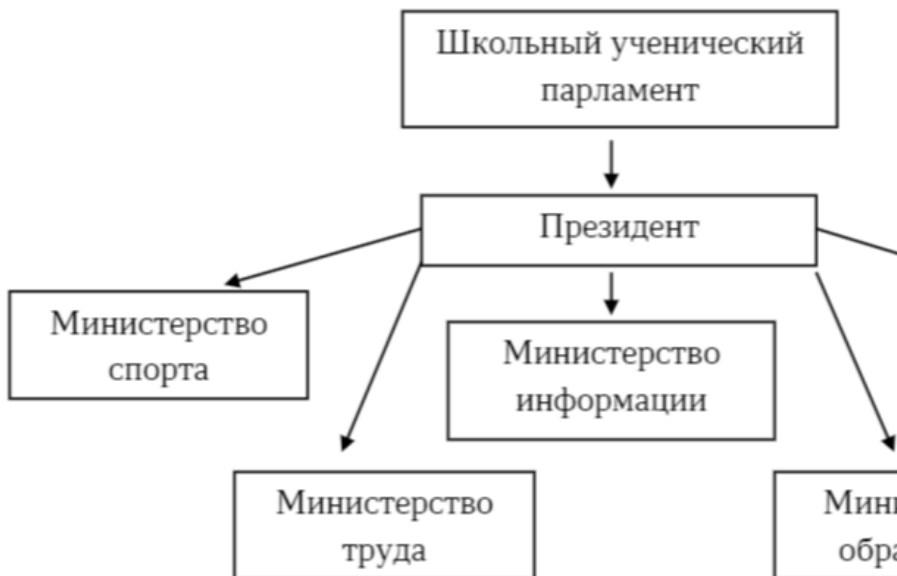 Школьный ученический
парламент
Президент
Министерство
спорта
Министерство
информации
Министерство
труда